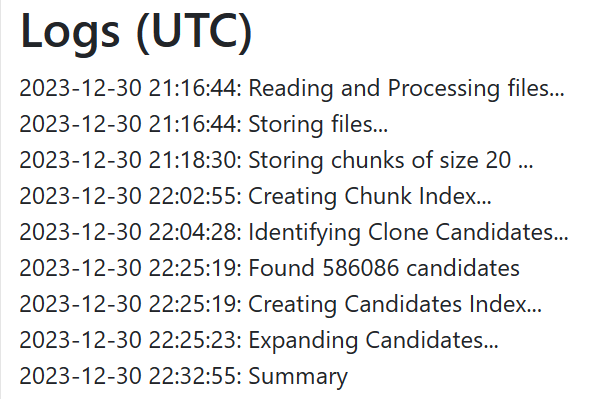 Logs (UTC)
2023-12-30 21:16:44: Reading and Processing files...
2023-12-30 21:16:44: Storing files...
2023-12-30 21:18:30: Storing chunks of size 20 ...
2023-12-30 22:02:55: Creating Chunk Index...
2023-12-30 22:04:28: Identifying Clone Candidates...
2023-12-30 22:25:19: Found 586086 candidates
2023-12-30 22:25:19: Creating Candidates Index...
2023-12-30 22:25:23: Expanding Candidates...
2023-12-30 22:32:55: Summary